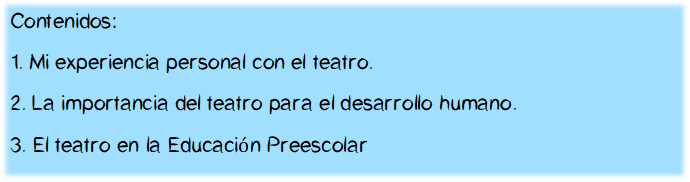 Contenidos:
1. Mi experiencia personal con el teatro.
2. La importancia del teatro para el desarrollo humano.
3. El teatro en la Educación Preescolar